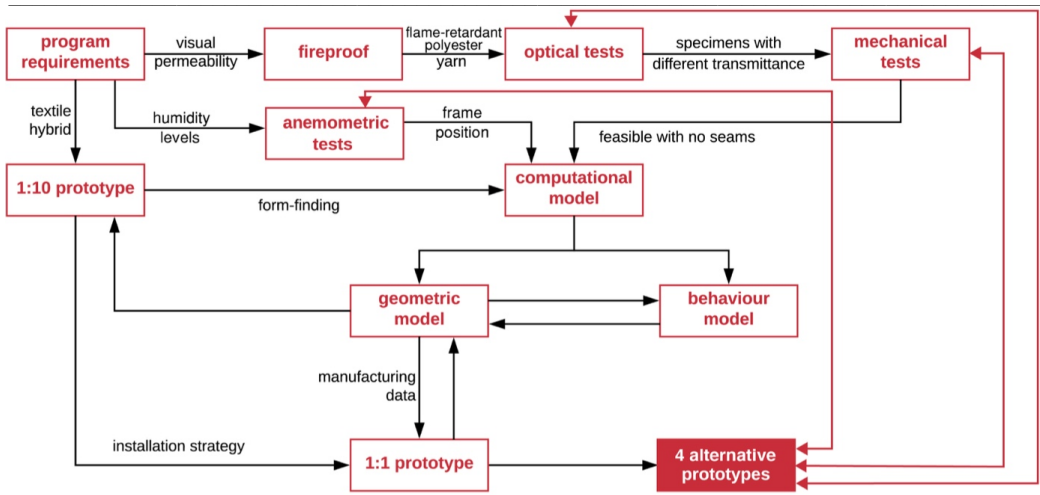 program
requirements
visual
permeability
fireproof
flame-retardant
polyester
yarn
optical tests
specimens with
different transmittance
mechanical
tests
textile
hybrid
humidity
levels
anemometric
tests
frame
position
feasible with no seams
1:10 prototype
form-finding
computational
model
geometric
model
behaviour
model
manufacturing
data
installation strategy
1:1 prototype
4 alternative
prototypes